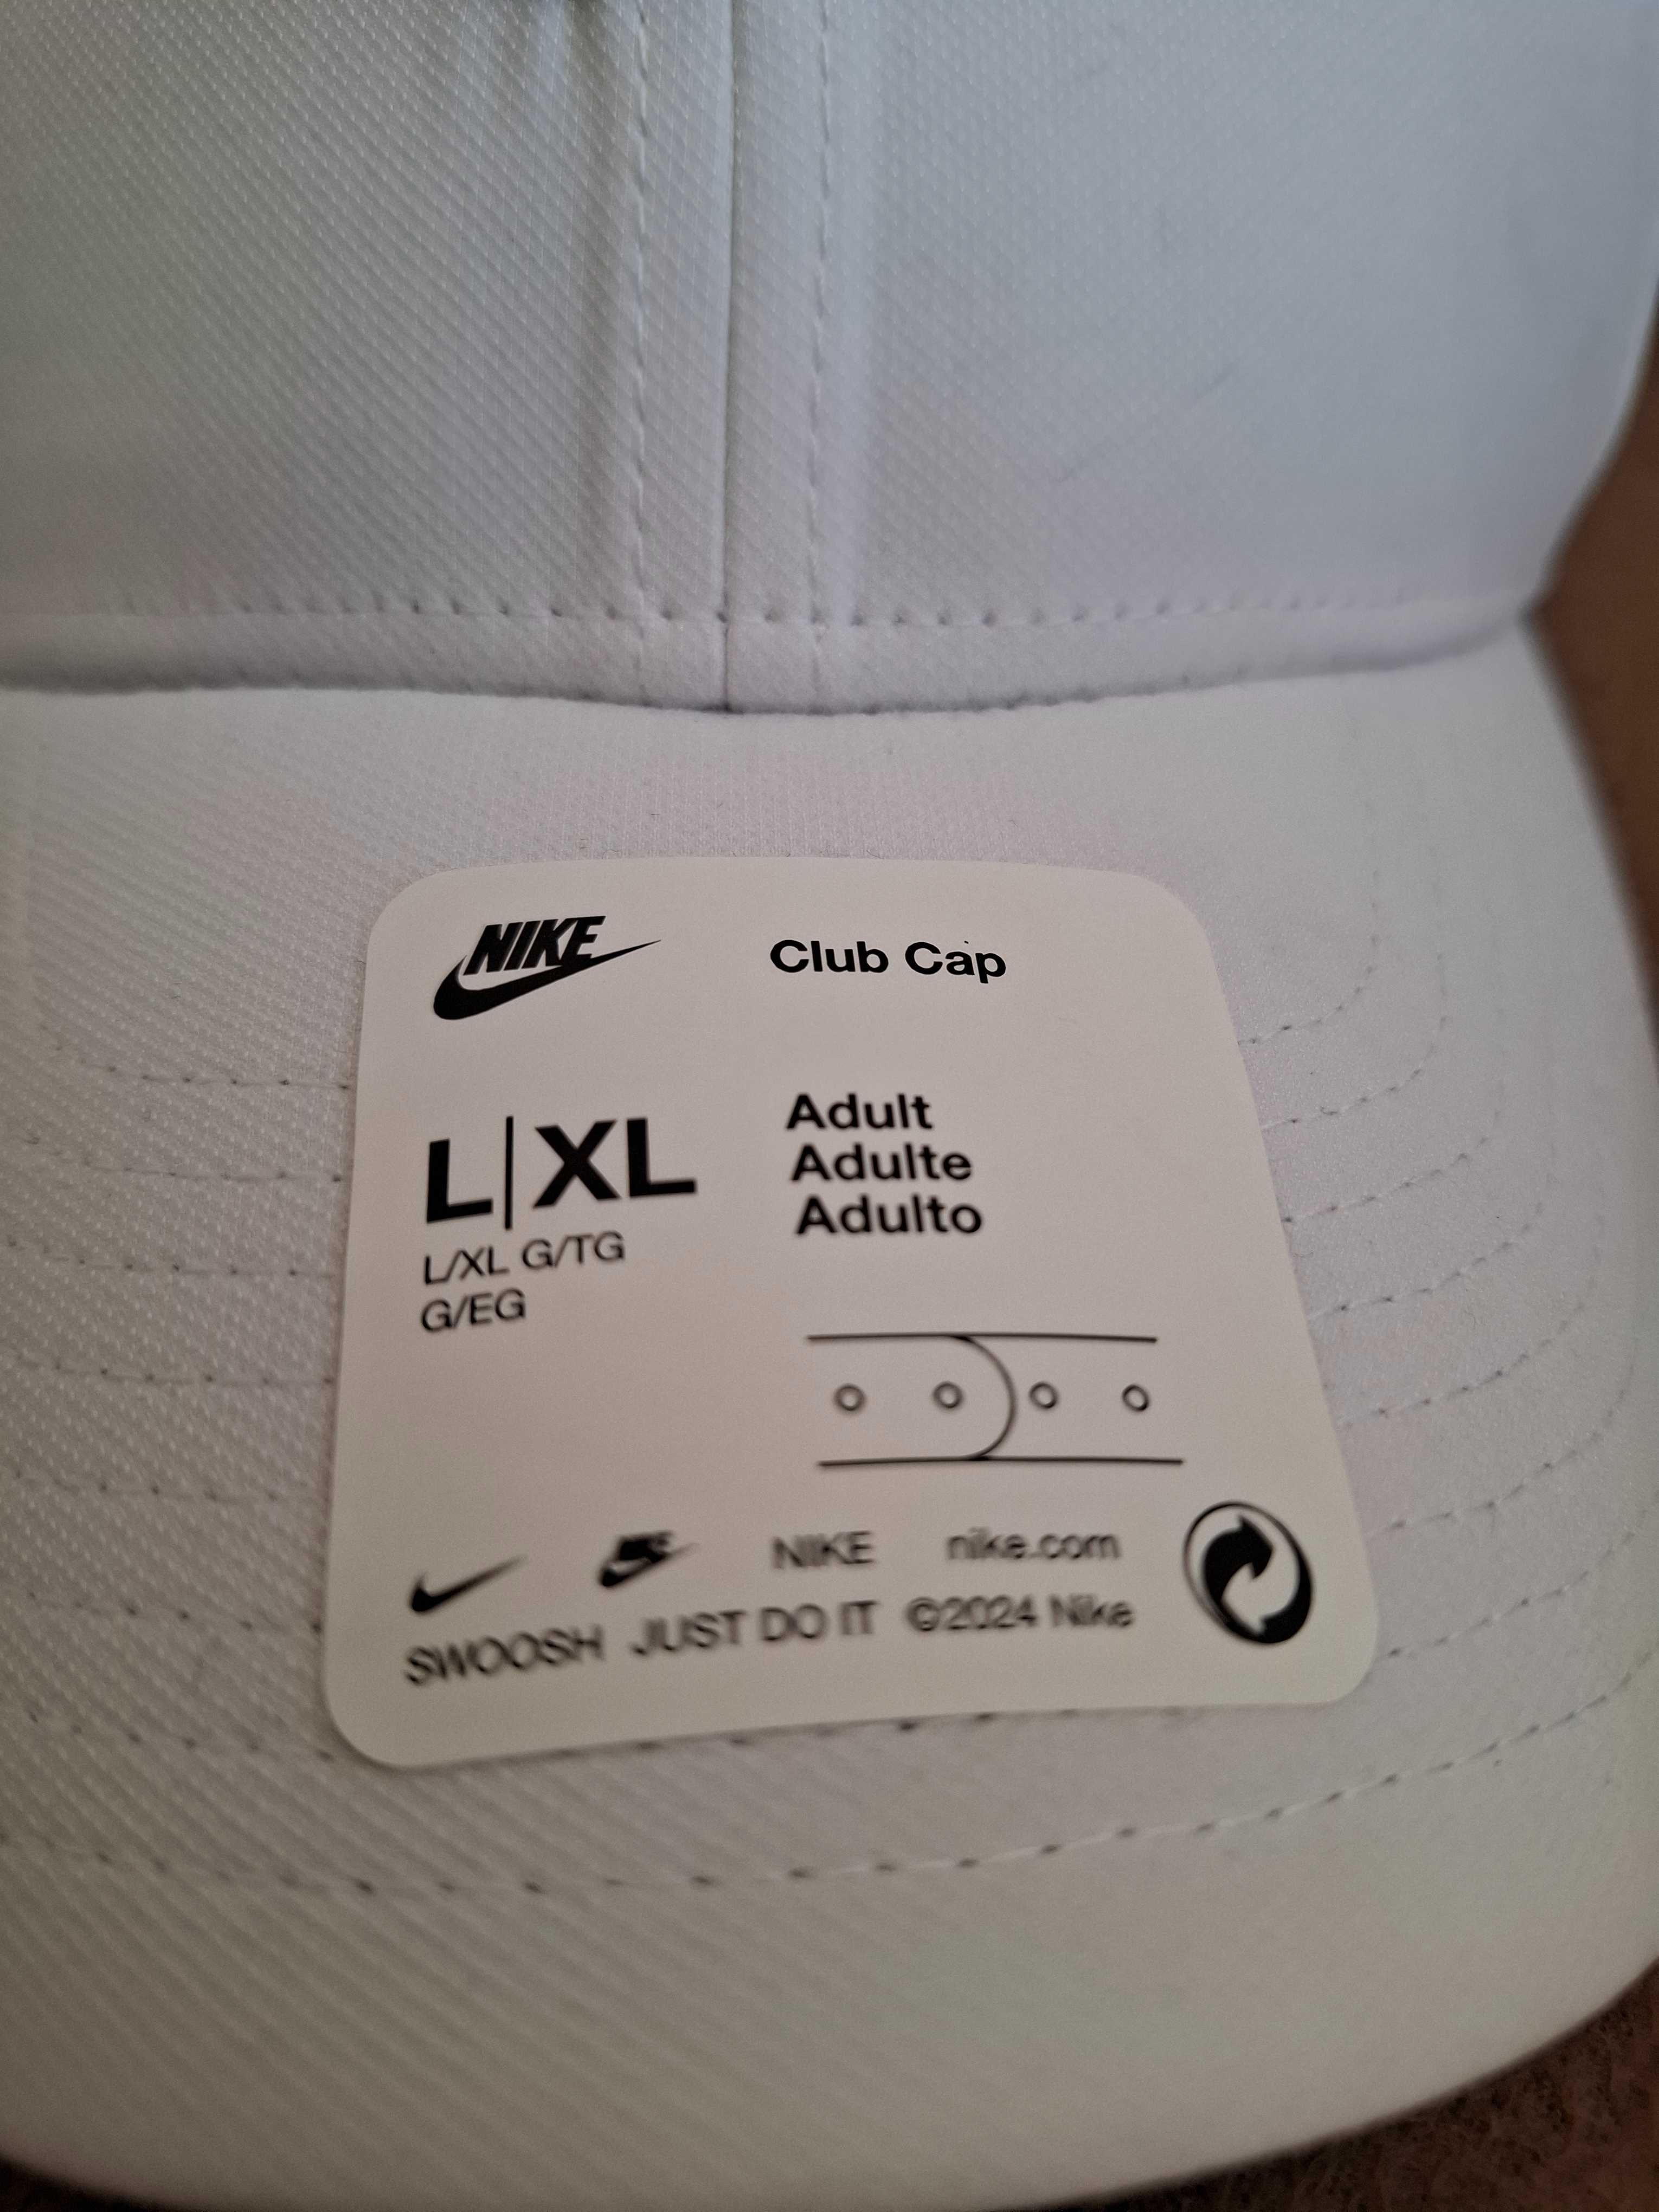 NIKE Club Cap
L|XL
L/XL G/TG
G/EG
Adult
Adulte
Adulto
NIKE NIKE nike.com
SWOOSH JUST DO IT ©2024 Nike